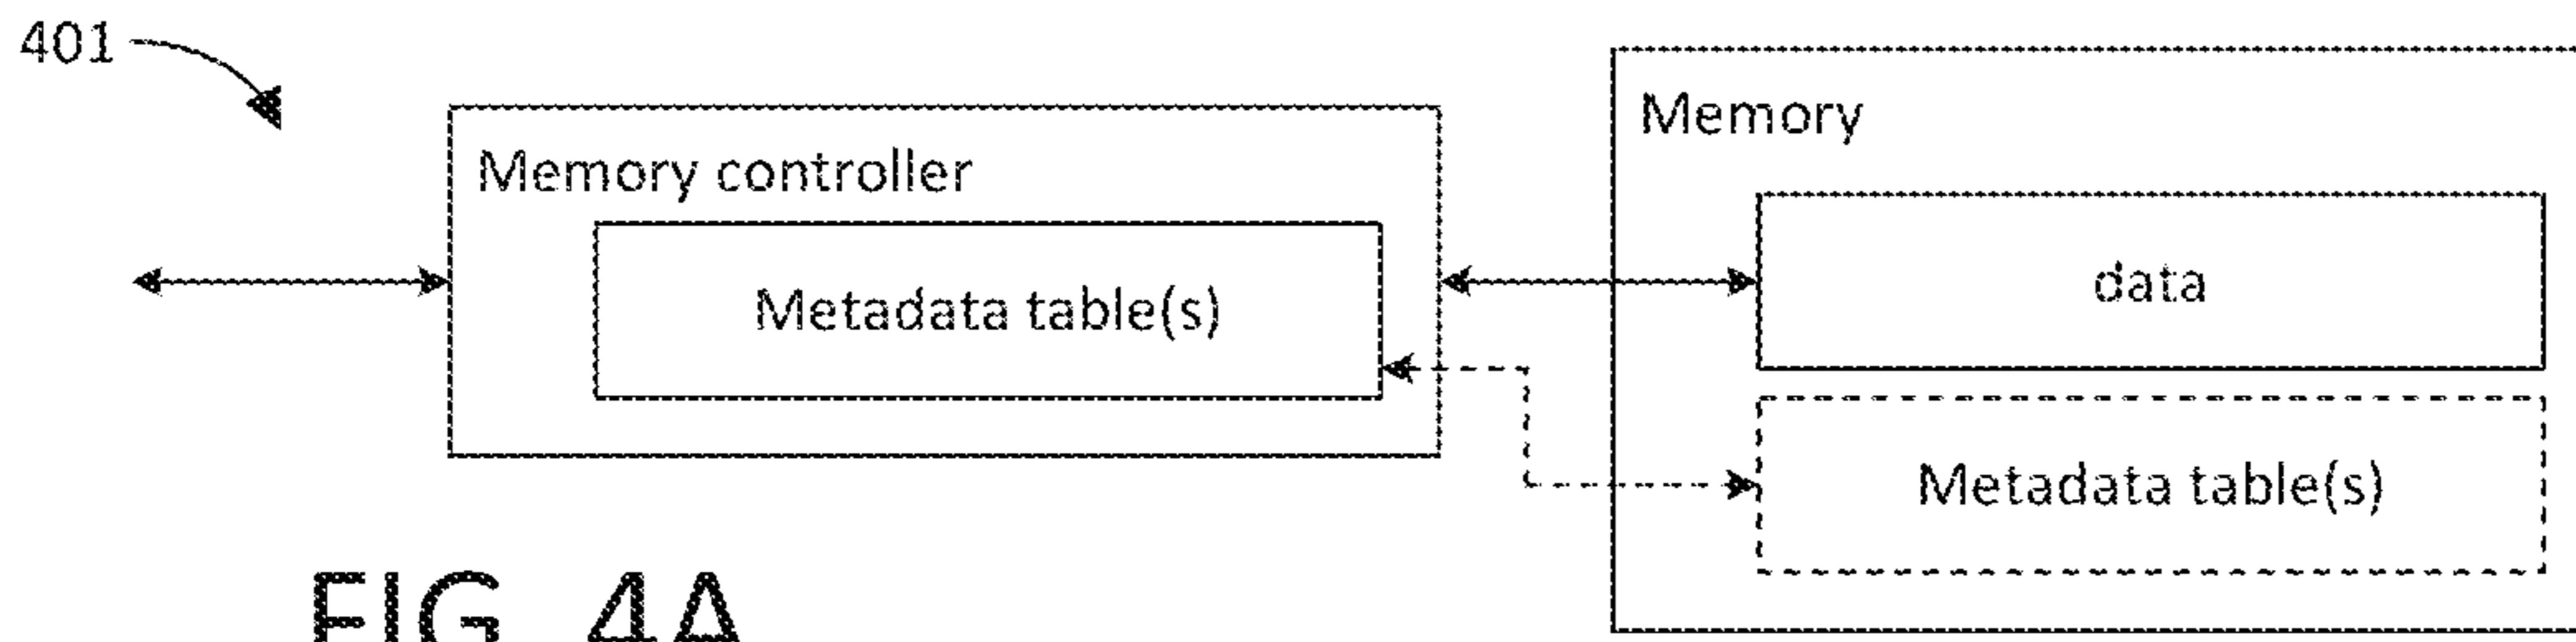 401
Memory controller
Metadata table(s)
Memory
data
Metadata table(s)
FIG. 4A